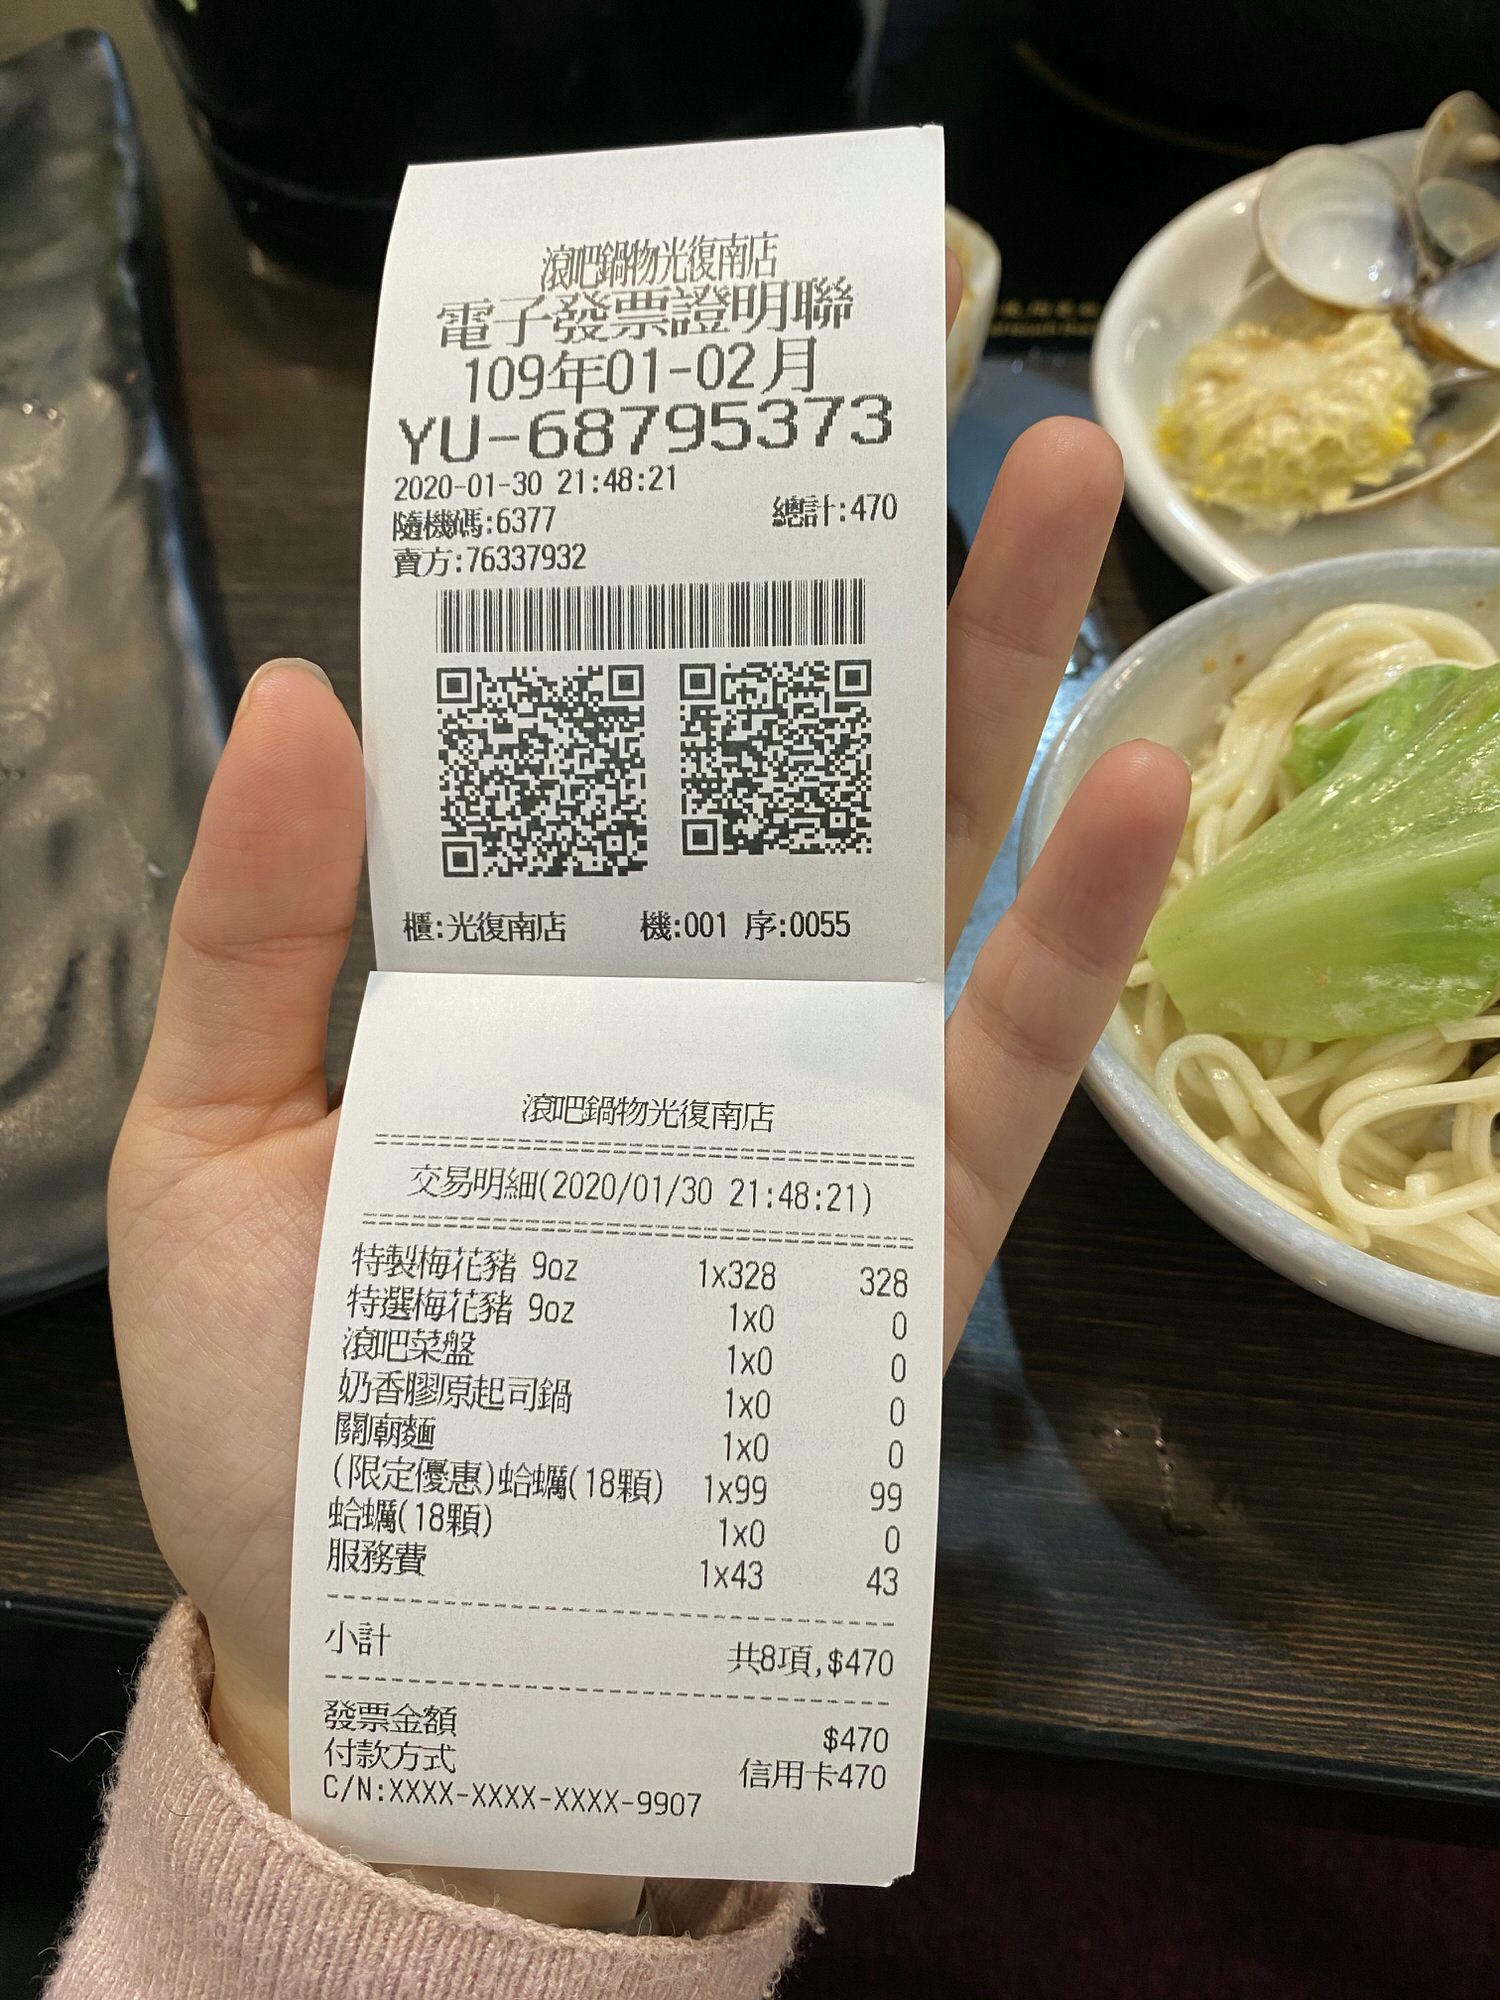 滾吧鍋物光復南店
電子發票證明聯
109年01-02月
YU-68795373
2020-01-30 21:48:21
隨機碼:6377 總計:470
賣方:76337932
櫃:光復南店 機:001 序:0055
滾吧鍋物光復南店
交易明細(2020/01/30 21:48:21)
特製梅花豬 9oz 1x328 328
特選梅花豬 9oz 1x0 0
滾吧菜盤 1x0 0
奶香膠原起司鍋 1x0 0
關廟麵 1x0 0
(限定優惠)蛤蠣(18顆) 1x99 99
蛤蠣(18顆) 1x0 0
服務費 1x43 43
小計 共8項,$470
發票金額 $470
付款方式 信用卡470
C/N:XXXX-XXXX-XXXX-9907